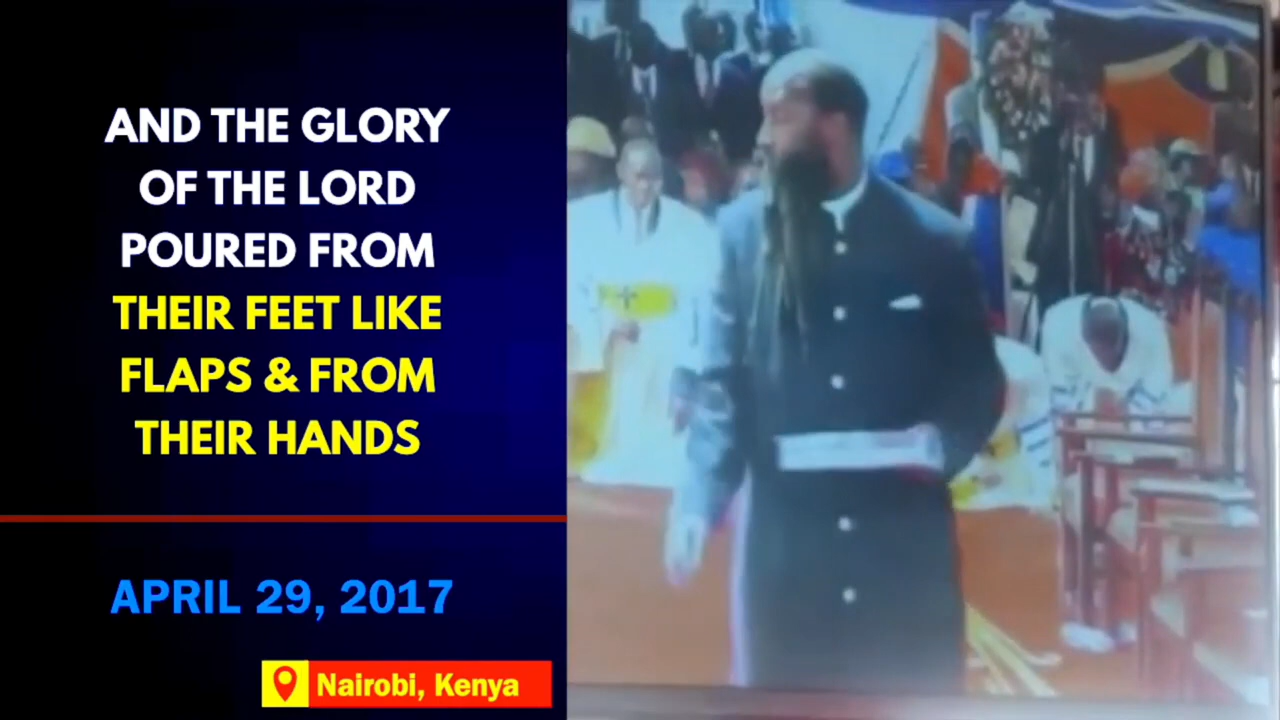 AND THE GLORY
OF THE LORD
POURED FROM
THEIR FEET LIKE
FLAPS & FROM
THEIR HANDS
APRIL 29, 2017
Nairobi, Kenya